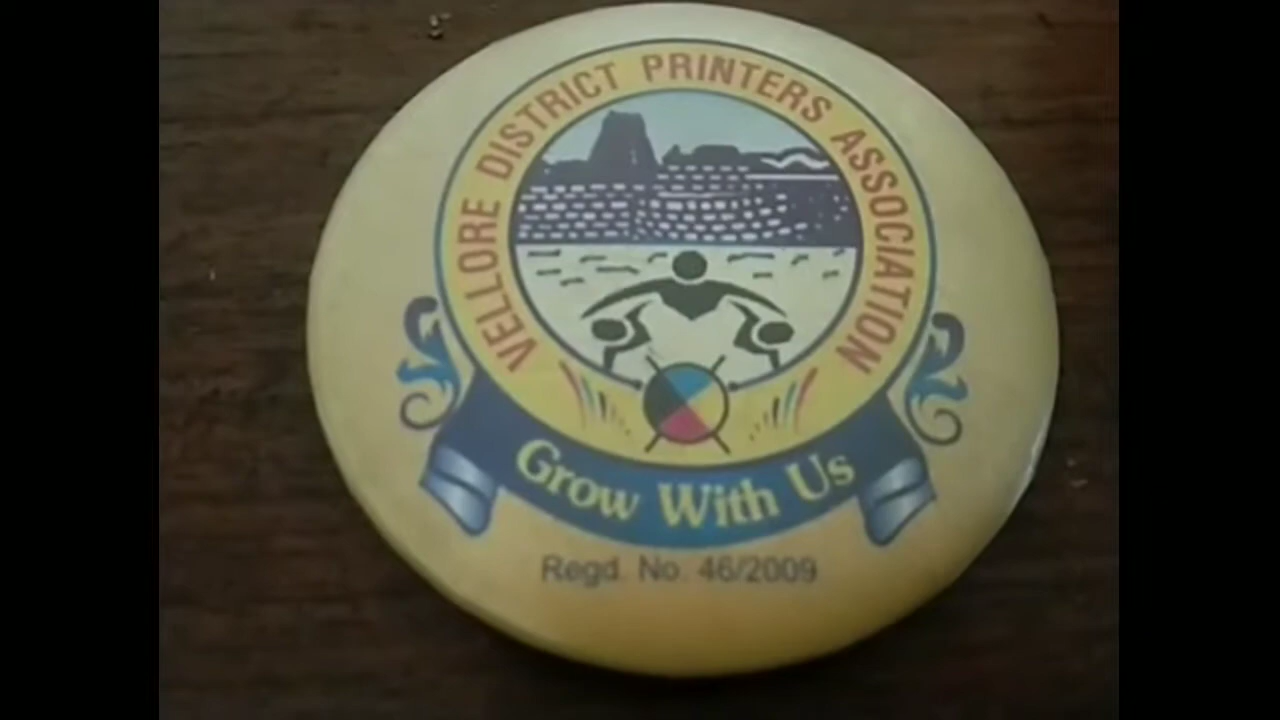 VELLORE DISTRICT PRINTERS ASSOCIATION
Grow With Us
Regd. No. 46/2009